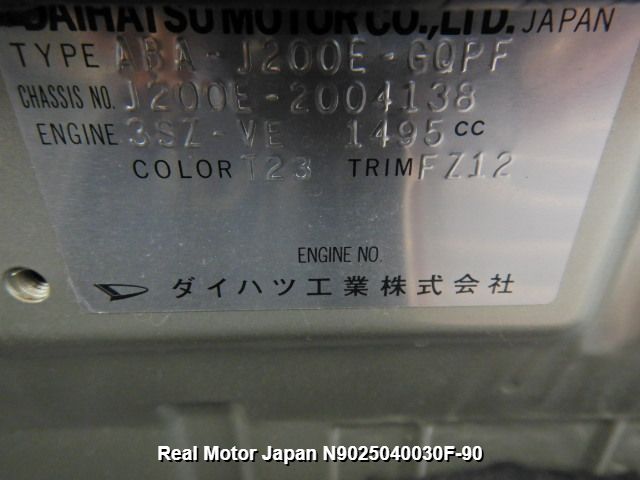 DAIHATSU MOTOR CO.,LTD. JAPAN
TYPE ABA-J200E-GQPF
CHASSIS NO. J200E-2004138
ENGINE 3SZ-VE 1495 CC
COLOR T23 TRIM FZ12
ENGINE NO.
ダイハツ工業株式会社
Real Motor Japan N9025040030F-90